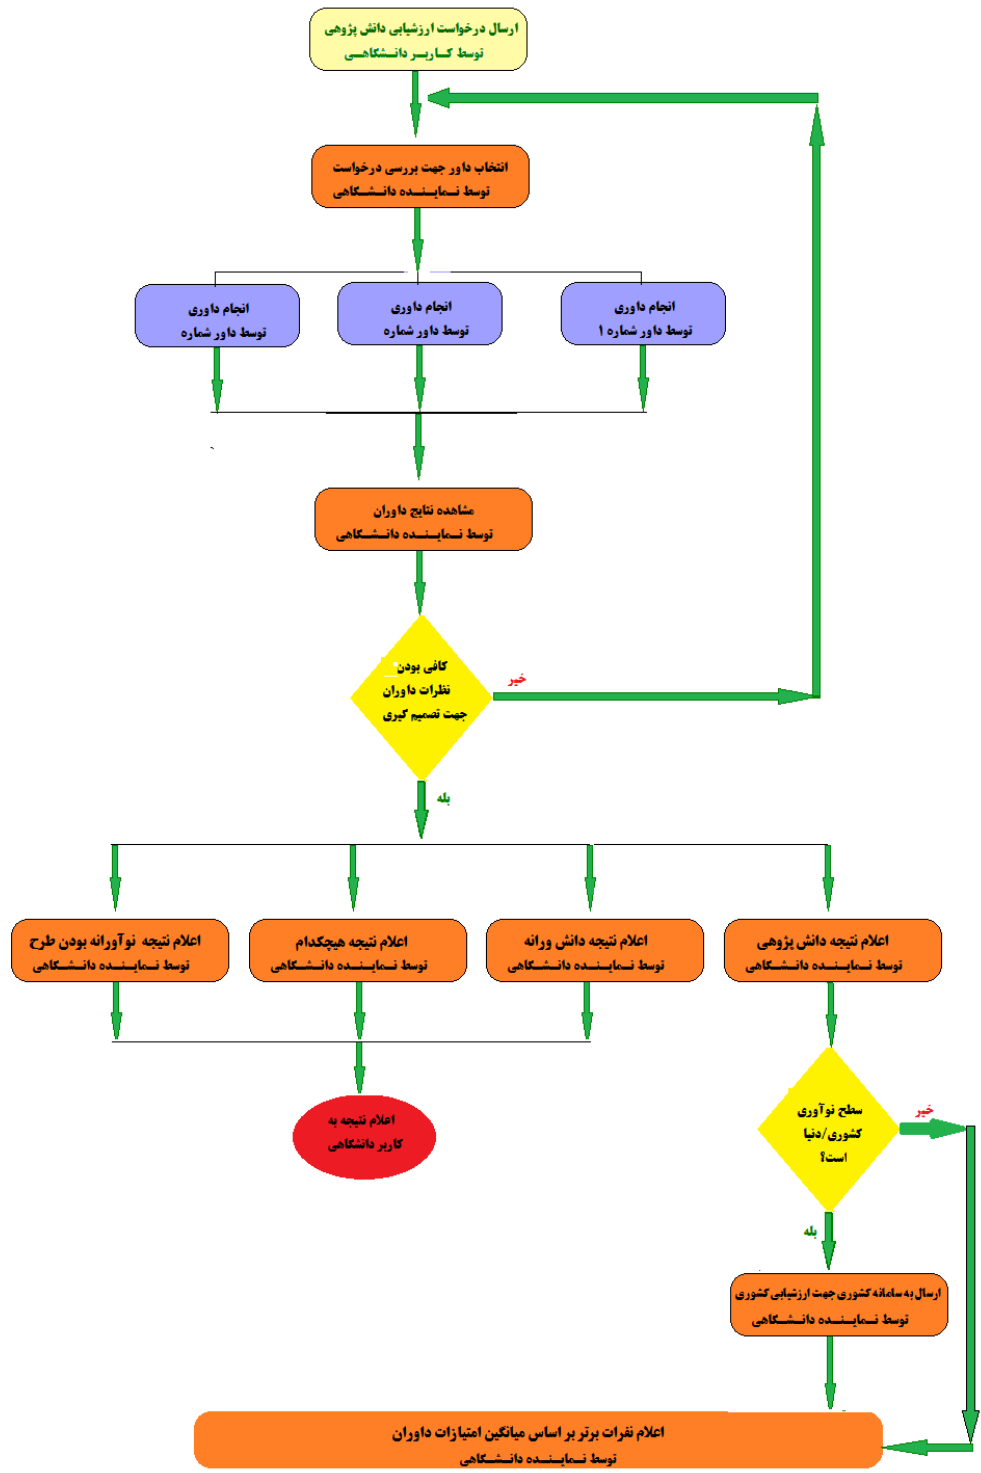 ارسال درخواست ارزشیابی دانش پژوهی
توسط کاربر دانشگاهی
انتخاب داور جهت بررسی درخواست
توسط نماینده دانشگاهی
انجام داوری
توسط داور شماره ۱
انجام داوری
توسط داور شماره
انجام داوری
توسط داور شماره
مشاهده نتایج داوران
توسط نماینده دانشگاهی
کافی بودن
نظرات داوران
جهت تصمیم گیری
خیر
بله
اعلام نتیجه دانش پژوهی
توسط نماینده دانشگاهی
اعلام نتیجه دانش ورانه
توسط نماینده دانشگاهی
اعلام نتیجه هیچکدام
توسط نماینده دانشگاهی
اعلام نتیجه نوآورانه بودن طرح
توسط نماینده دانشگاهی
اعلام نتیجه به
کاربر دانشگاهی
سطح نوآوری
کشوری/دنیا
است؟
خیر
بله
ارسال به سامانه کشوری جهت ارزشیابی کشوری
توسط نماینده دانشگاهی
اعلام نفرات برتر بر اساس میانگین امتیازات داوران
توسط نماینده دانشگاهی